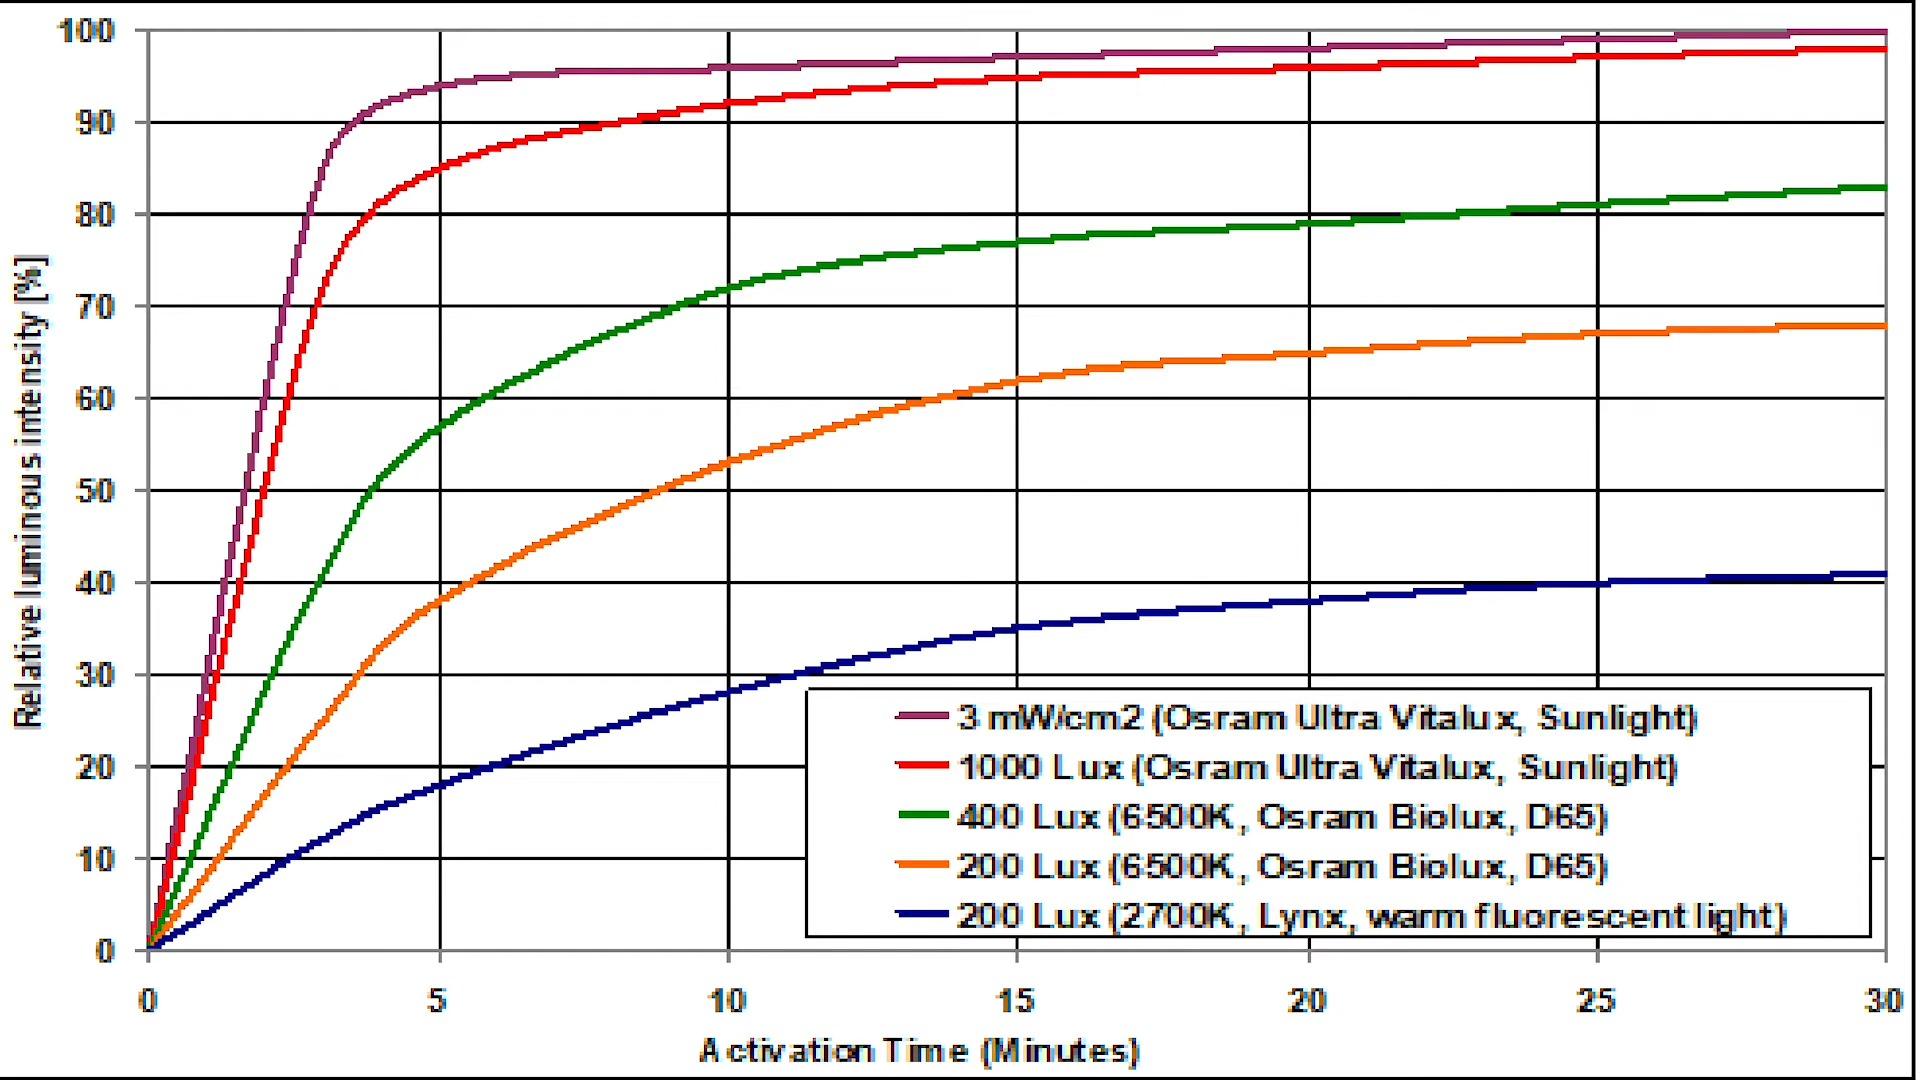 100
90
80
70
60
50
40
30
20
10
0
Relative luminous intensity [%]
3 mW/cm2 (Osram Ultra Vitalux, Sunlight)
1000 Lux (Osram Ultra Vitalux, Sunlight)
400 Lux (6500K, Osram Biolux, D65)
200 Lux (6500K, Osram Biolux, D65)
200 Lux (2700K, Lynx, warm fluorescent light)
0 5 10 15 20 25 30
Activation Time (Minutes)